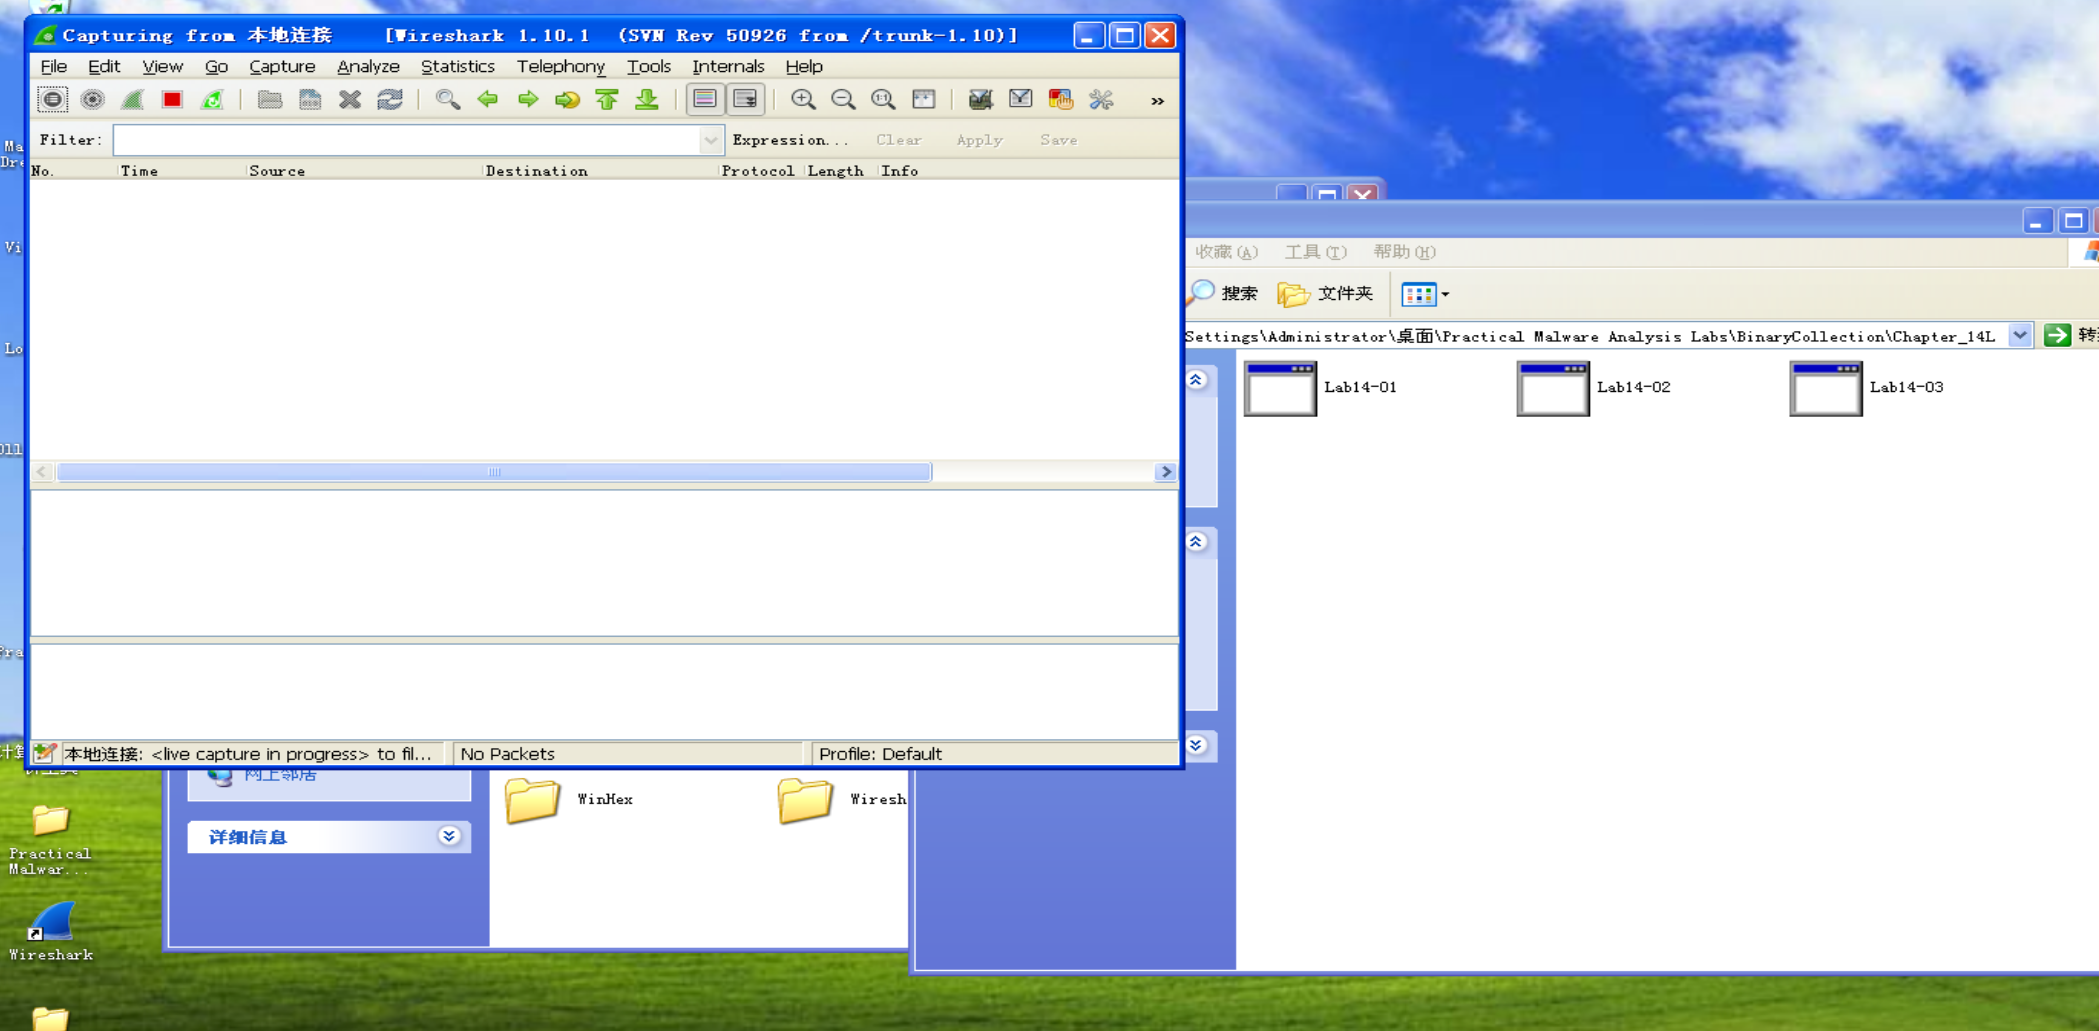 Capturing from 本地连接 [Wireshark 1.10.1 (SVN Rev 50926 from /trunk-1.10)]
File Edit View Go Capture Analyze Statistics Telephony Tools Internals Help
Filter: Expression... Clear Apply Save
No. Time Source Destination Protocol Length Info
收藏(A) 工具(T) 帮助(H)
搜索 文件夹
Settings\Administrator\桌面\Practical Malware Analysis Labs\BinaryCollection\Chapter_14L
Lab14-01 Lab14-02 Lab14-03
本地连接: <live capture in progress> to fil... No Packets Profile: Default
网上邻居
WinHex Wiresh
详细信息
Practical
Malwar...
Wireshark